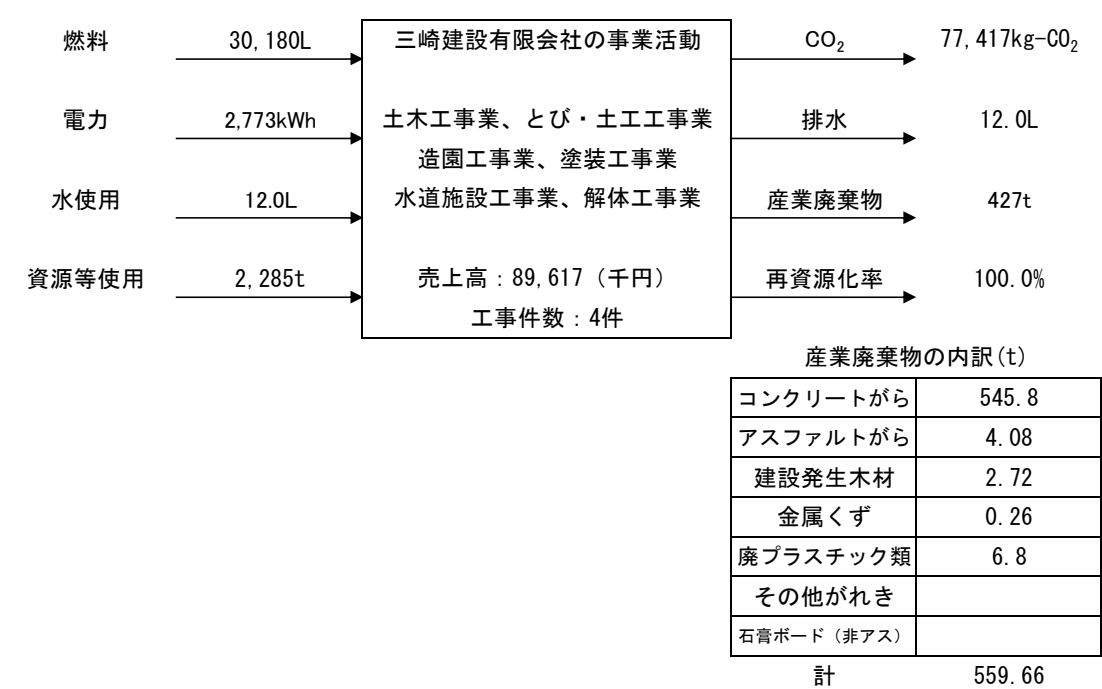 燃料 30,180L 三崎建設有限会社の事業活動 CO₂ 77,417kg-CO₂
電力 2,773kWh 土木工事業、とび・土工工事業 排水 12.0L
造園工事業、塗装工事業
水使用 12.0L 水道施設工事業、解体工事業 産業廃棄物 427t
資源等使用 2,285t 売上高：89,617（千円） 再資源化率 100.0%
工事件数：4件
産業廃棄物の内訳(t)
コンクリートがら 545.8
アスファルトがら 4.08
建設発生木材 2.72
金属くず 0.26
廃プラスチック類 6.8
その他がれき
石膏ボード（非アス）
計 559.66